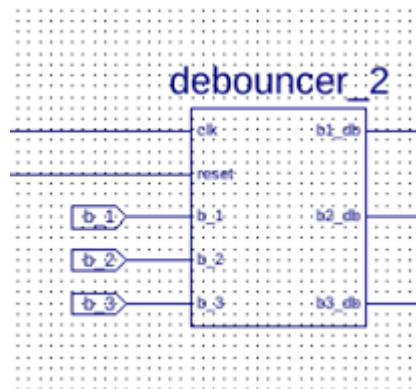 debouncer_2
clk b1_db
reset
b_1 b_1 b2_db
b_2 b_2
b_3 b_3 b3_db